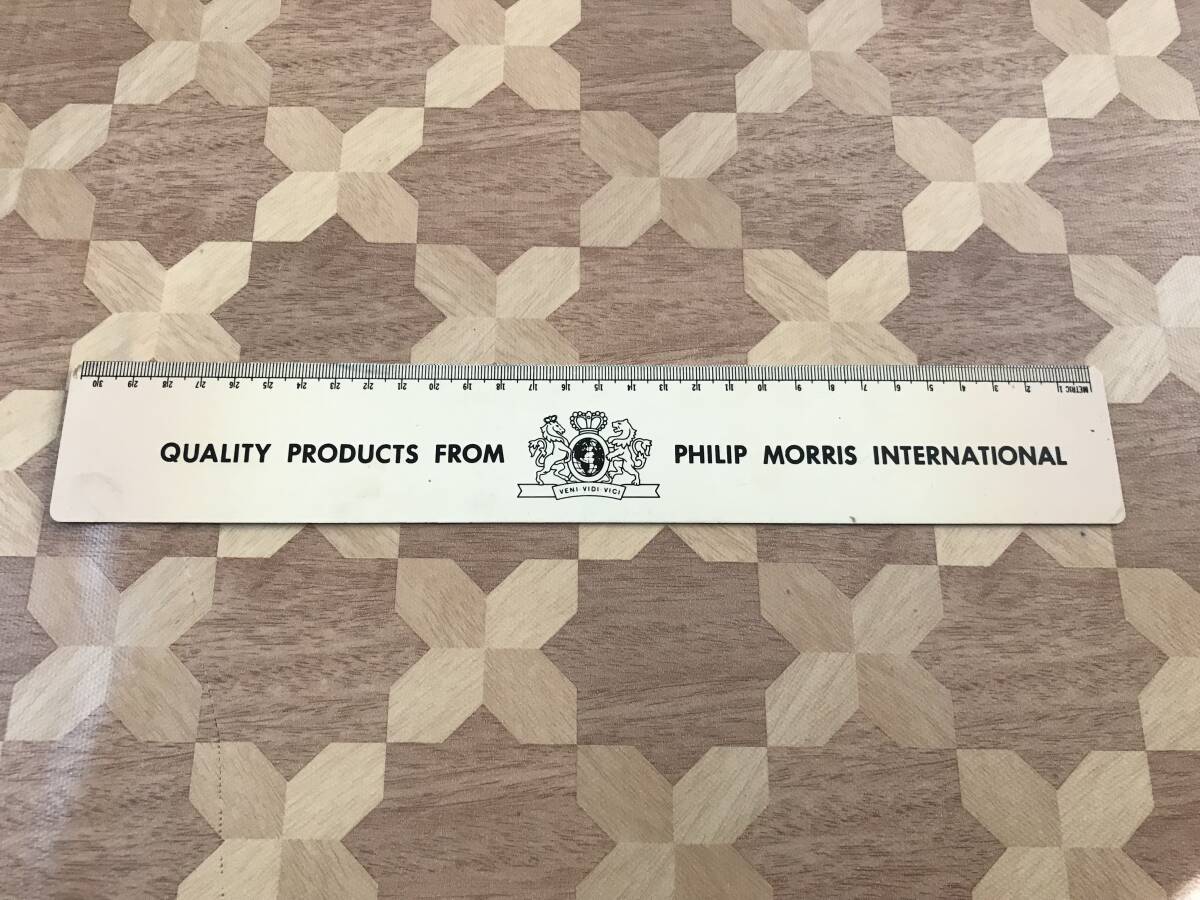 30 29 28 27 26 25 24 23 22 21 20 19 18 17 16 15 14 13 12 11 10 9 8 7 6 5 4 3 2 1 METRIC
QUALITY PRODUCTS FROM PHILIP MORRIS INTERNATIONAL
VENI·VIDI·VICI